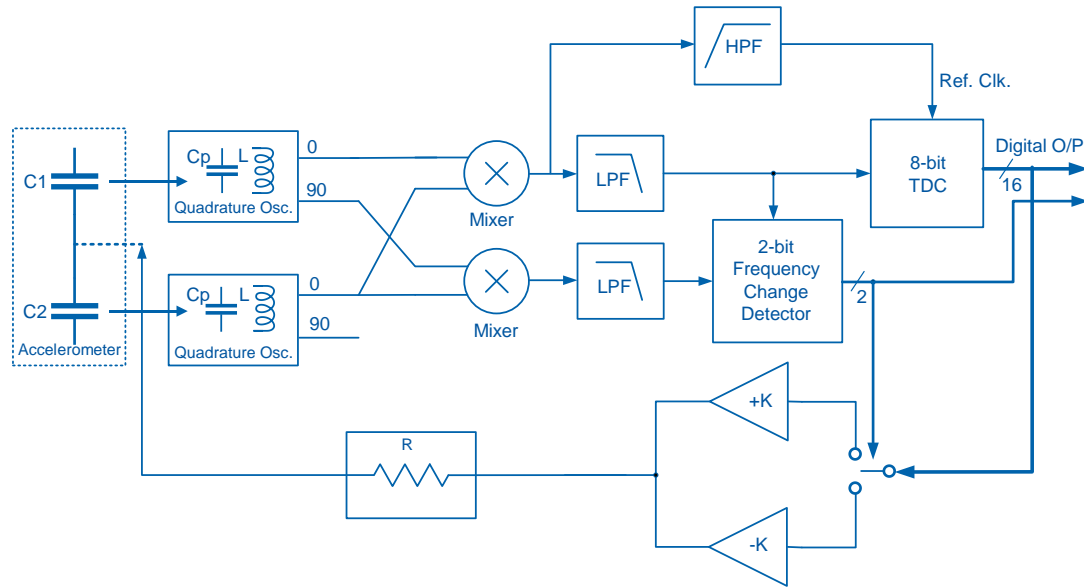 HPF
Ref. Clk.
C1
Cp
L
0
90
Quadrature Osc.
Mixer
LPF
8-bit
TDC
Digital O/P
16
C2
Accelerometer
Cp
L
0
90
Quadrature Osc.
Mixer
LPF
2-bit
Frequency
Change
Detector
2
+K
R
-K